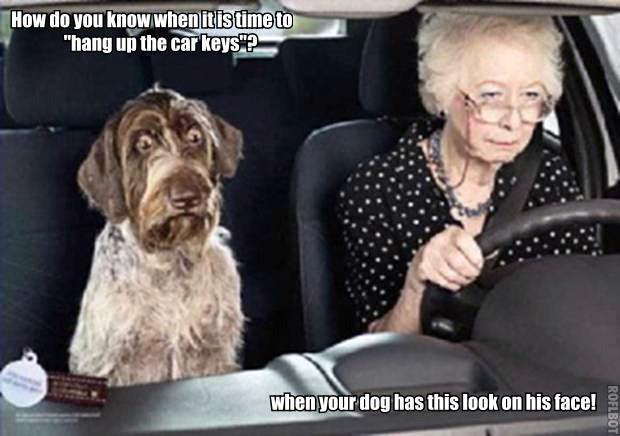 How do you know when it is time to
"hang up the car keys"?
when your dog has this look on his face!
ROFLBOT